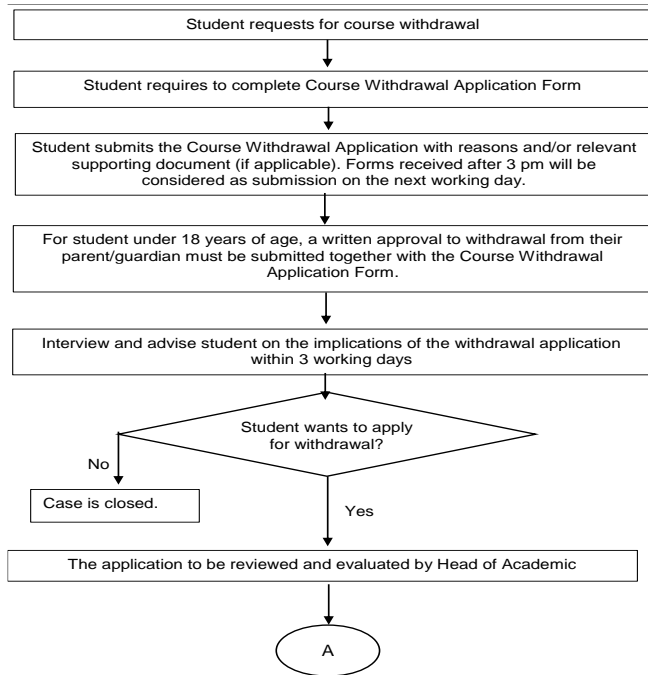 Student requests for course withdrawal
Student requires to complete Course Withdrawal Application Form
Student submits the Course Withdrawal Application with reasons and/or relevant
supporting document (if applicable). Forms received after 3 pm will be
considered as submission on the next working day.
For student under 18 years of age, a written approval to withdrawal from their
parent/guardian must be submitted together with the Course Withdrawal
Application Form.
Interview and advise student on the implications of the withdrawal application
within 3 working days
Student wants to apply
for withdrawal?
No
Case is closed.
Yes
The application to be reviewed and evaluated by Head of Academic
A